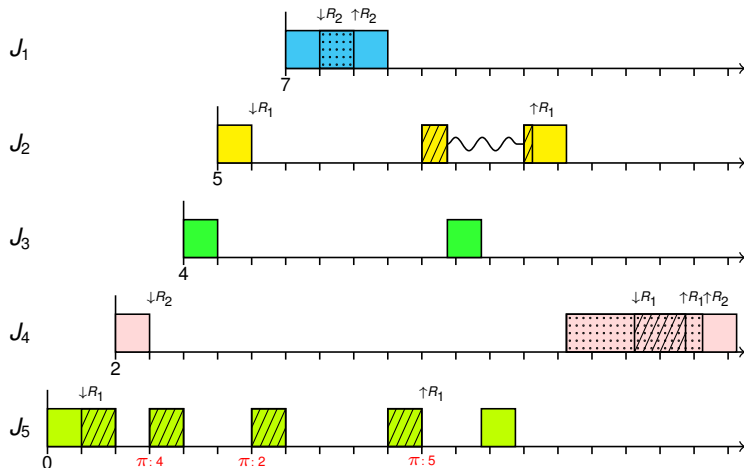 ↓R₂ ↑R₂
J₁
7
↓R₁ ↑R₁
J₂
5
J₃
4
↓R₂ ↓R₁ ↑R₁↑R₂
J₄
2
↓R₁ ↑R₁
J₅
0 π: 4 π: 2 π: 5